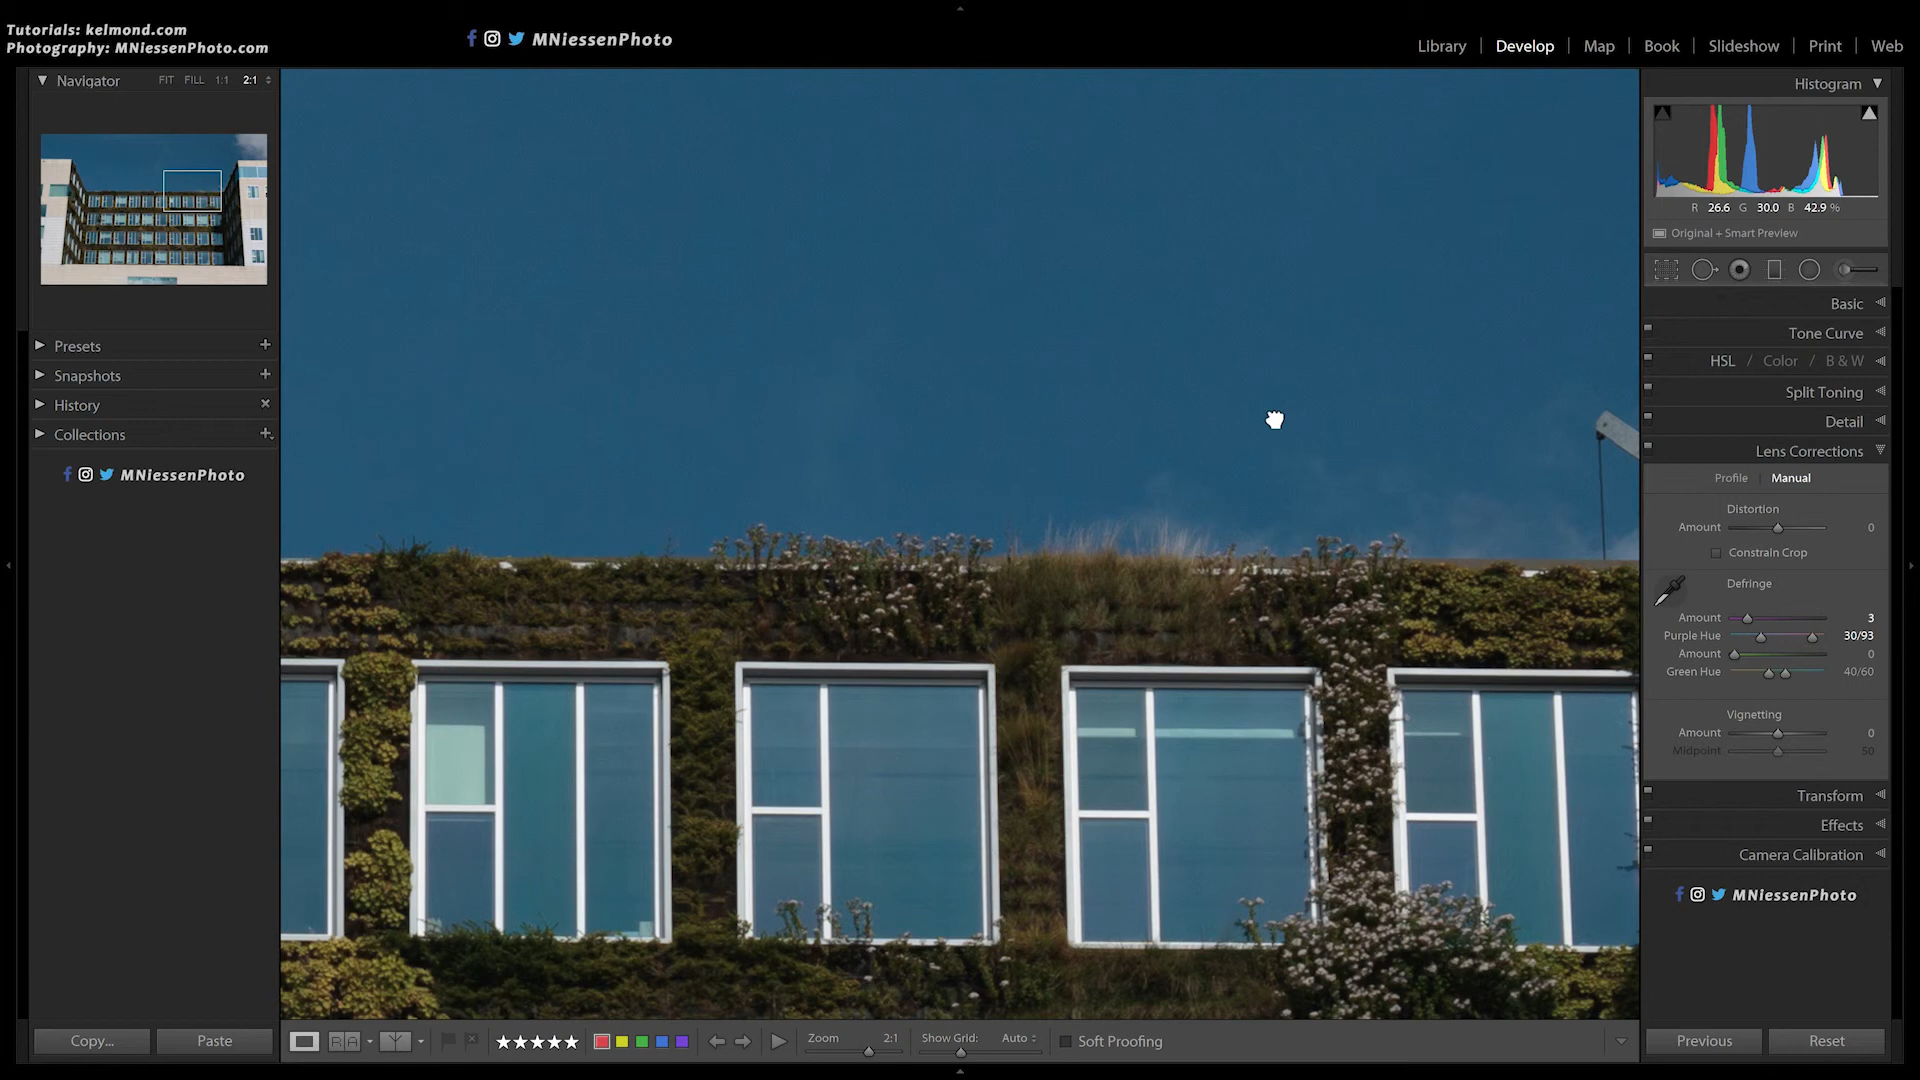 Tutorials: kelmond.com
Photography: MNiessenPhoto.com
MNiessenPhoto
Library | Develop | Map | Book | Slideshow | Print | Web
Navigator FIT FILL 1:1 2:1
Histogram
R 26.6 G 30.0 B 42.9 %
Original + Smart Preview
Basic
Tone Curve
HSL / Color / B & W
Split Toning
Detail
Lens Corrections
Profile | Manual
Distortion
Amount 0
Constrain Crop
Defringe
Amount 3
Purple Hue 30/93
Amount 0
Green Hue 40/60
Vignetting
Amount 0
Midpoint 50
Transform
Effects
Camera Calibration
MNiessenPhoto
Presets
Snapshots
History
Collections
MNiessenPhoto
Copy... Paste
R A Y Zoom 2:1 Show Grid: Auto Soft Proofing
Previous Reset